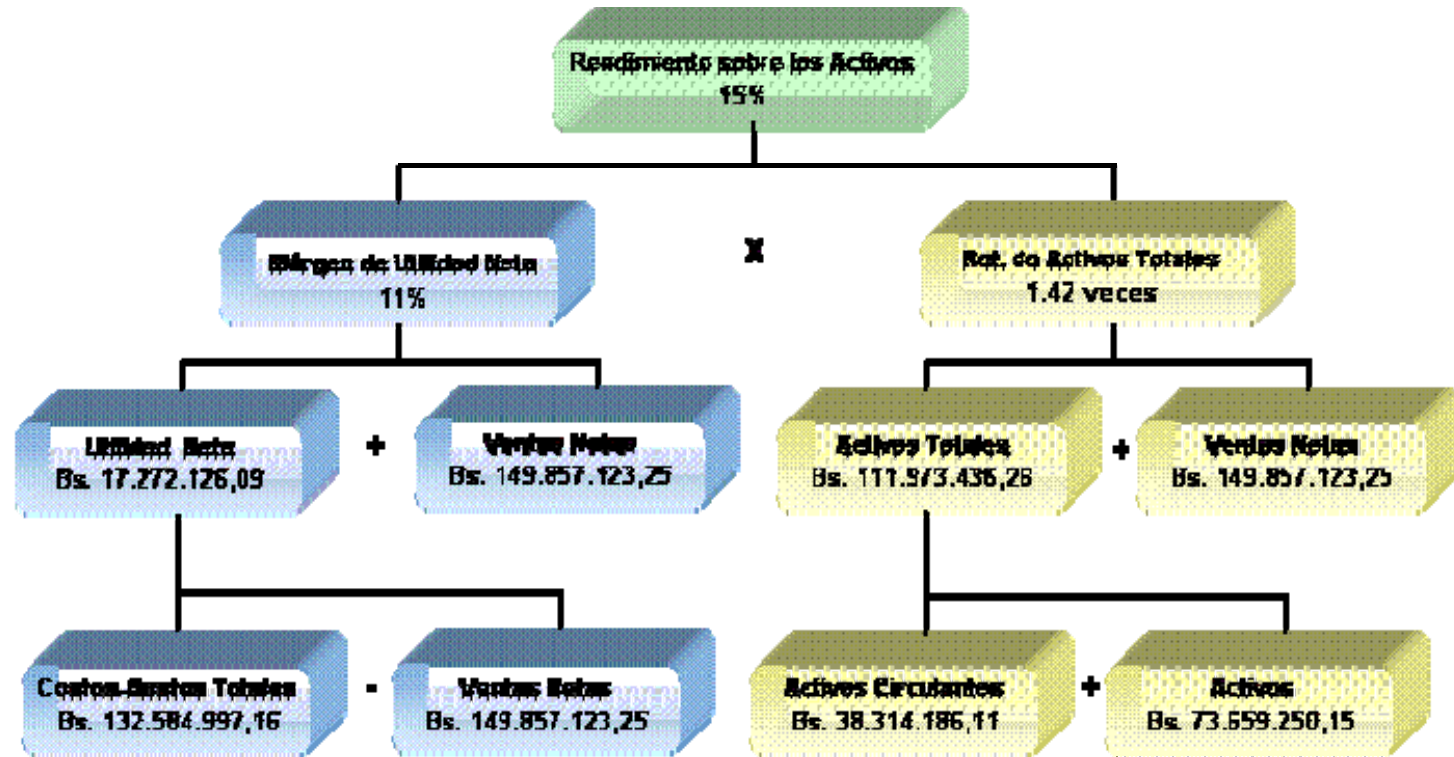 Rendimiento sobre los Activos
15%
Márgen de Utilidad Neta
11%
X
Rot. de Activos Totales
1.42 veces
Utilidad Neta
Bs. 17.272.126,09
+
Ventas Netas
Bs. 149.857.123,25
Activos Totales
Bs. 111.973.436,26
+
Ventas Netas
Bs. 149.857.123,25
Costos-Gastos Totales
Bs. 132.584.997,16
-
Ventas Netas
Bs. 149.857.123,25
Activos Circulantes
Bs. 38.314.186,11
+
Activos
Bs. 73.659.250,15